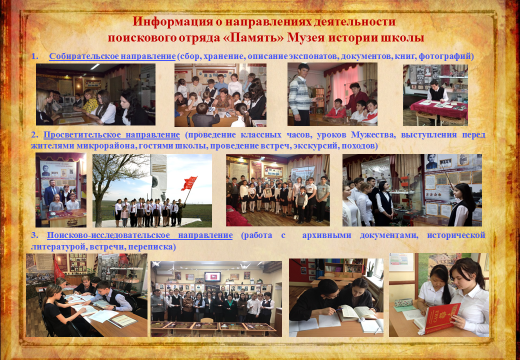 Информация о направлениях деятельности
поискового отряда «Память» Музея истории школы
1. Собирательское направление (сбор, хранение, описание экспонатов, документов, книг, фотографий)
2. Просветительское направление (проведение классных часов, уроков Мужества, выступления перед
жителями микрорайона, гостями школы, проведение встреч, экскурсий, походов)
3. Поисково-исследовательское направление (работа с архивными документами, исторической
литературой, встречи, переписка)